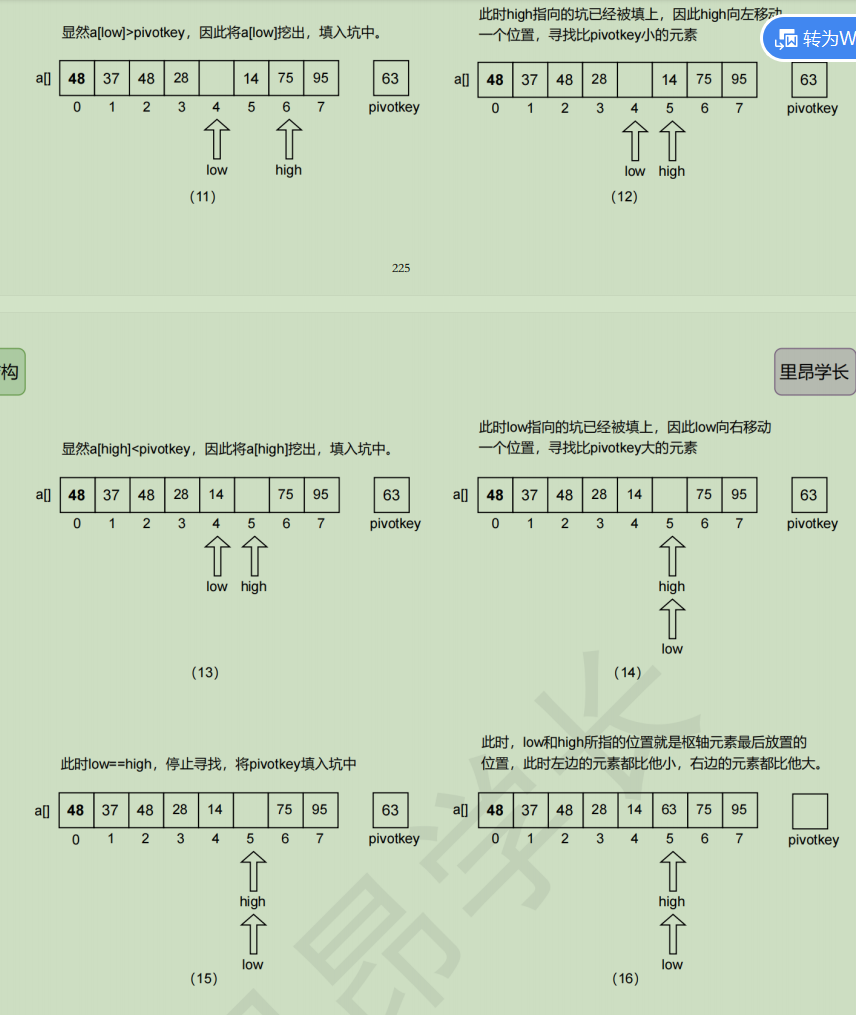 显然a[low]>pivotkey，因此将a[low]挖出，填入坑中。
a[] 48 37 48 28 14 75 95 63
0 1 2 3 4 5 6 7 pivotkey
low high
（11）
此时high指向的坑已经被填上，因此high向左移动
一个位置，寻找比pivotkey小的元素
转为W
a[] 48 37 48 28 14 75 95 63
0 1 2 3 4 5 6 7 pivotkey
low high
（12）
225
构
里昂学长
显然a[high]<pivotkey，因此将a[high]挖出，填入坑中。
a[] 48 37 48 28 14 75 95 63
0 1 2 3 4 5 6 7 pivotkey
low high
（13）
此时low指向的坑已经被填上，因此low向右移动
一个位置，寻找比pivotkey大的元素
a[] 48 37 48 28 14 75 95 63
0 1 2 3 4 5 6 7 pivotkey
high
low
（14）
此时low==high，停止寻找，将pivotkey填入坑中
a[] 48 37 48 28 14 75 95 63
0 1 2 3 4 5 6 7 pivotkey
high
low
（15）
此时，low和high所指的位置就是枢轴元素最后放置的
位置，此时左边的元素都比他小，右边的元素都比他大。
a[] 48 37 48 28 14 63 75 95
0 1 2 3 4 5 6 7 pivotkey
high
low
（16）
昂学长